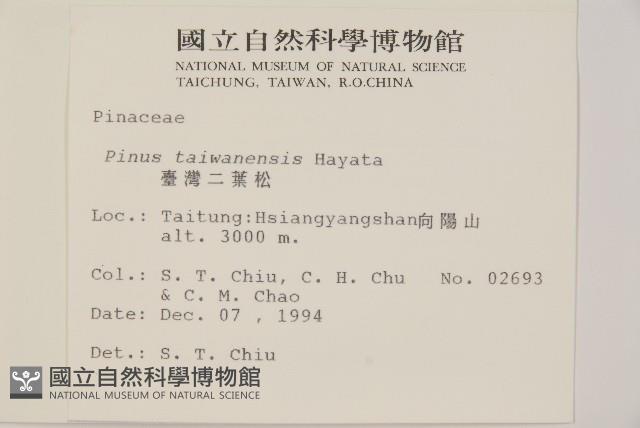 國立自然科學博物館
NATIONAL MUSEUM OF NATURAL SCIENCE
TAICHUNG, TAIWAN, R.O.CHINA
Pinaceae
Pinus taiwanensis Hayata
臺灣二葉松
Loc.: Taitung:Hsiangyangshan向陽山
alt. 3000 m.
Col.: S. T. Chiu, C. H. Chu No. 02693
& C. M. Chao
Date: Dec. 07 , 1994
Det.: S. T. Chiu
國立自然科學博物館
NATIONAL MUSEUM OF NATURAL SCIENCE